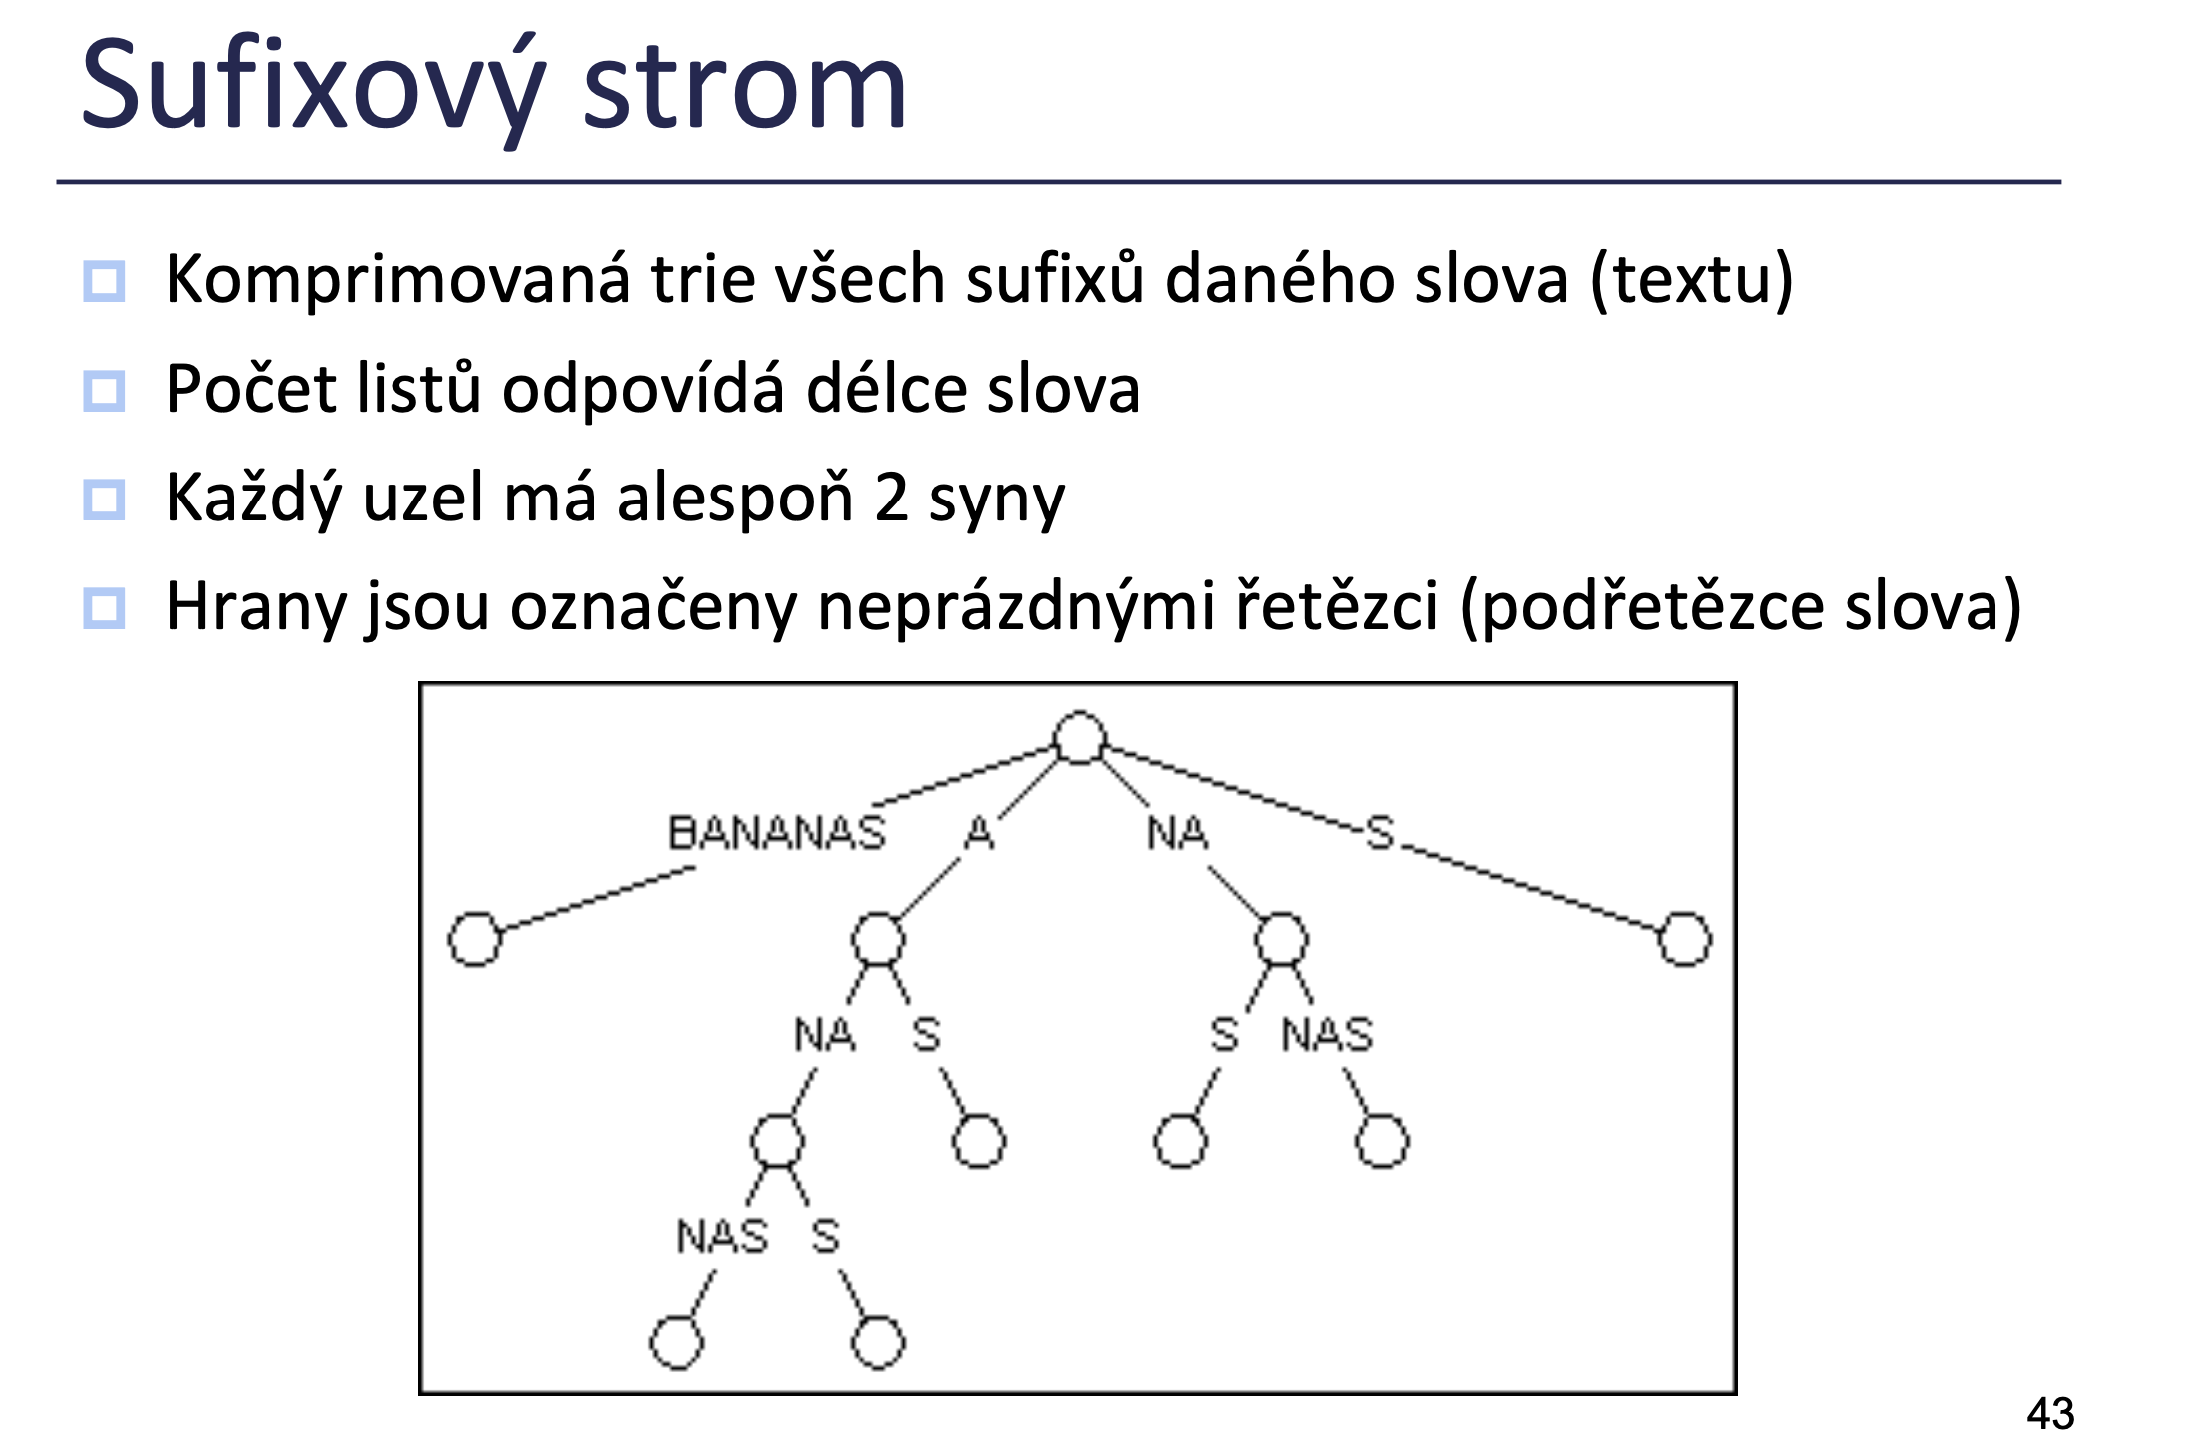 Sufixový strom
Komprimovaná trie všech sufixů daného slova (textu)
Počet listů odpovídá délce slova
Každý uzel má alespoň 2 syny
Hrany jsou označeny neprázdnými řetězci (podřetězce slova)
BANANAS A NA S
NA S S NAS
NAS S
43